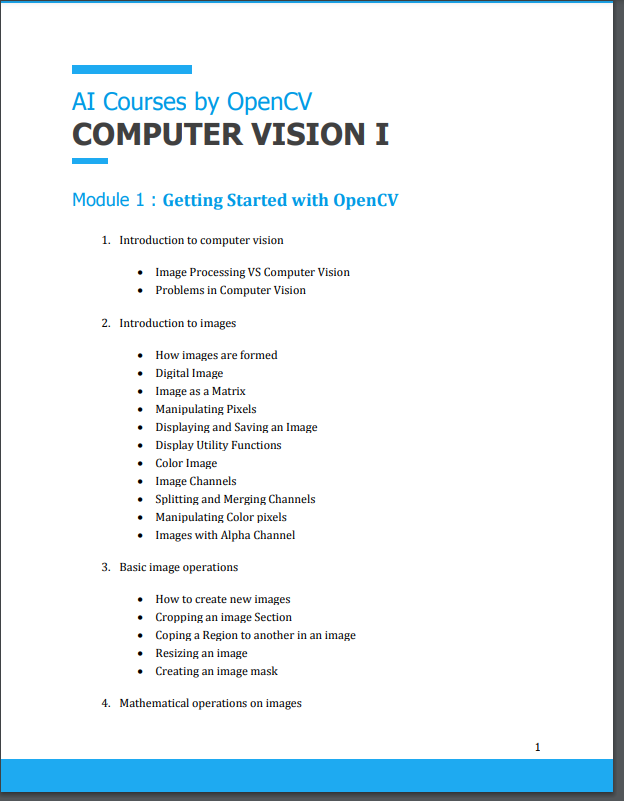 AI Courses by OpenCV
COMPUTER VISION I
Module 1 : Getting Started with OpenCV
1. Introduction to computer vision
• Image Processing VS Computer Vision
• Problems in Computer Vision
2. Introduction to images
• How images are formed
• Digital Image
• Image as a Matrix
• Manipulating Pixels
• Displaying and Saving an Image
• Display Utility Functions
• Color Image
• Image Channels
• Splitting and Merging Channels
• Manipulating Color pixels
• Images with Alpha Channel
3. Basic image operations
• How to create new images
• Cropping an image Section
• Coping a Region to another in an image
• Resizing an image
• Creating an image mask
4. Mathematical operations on images
1